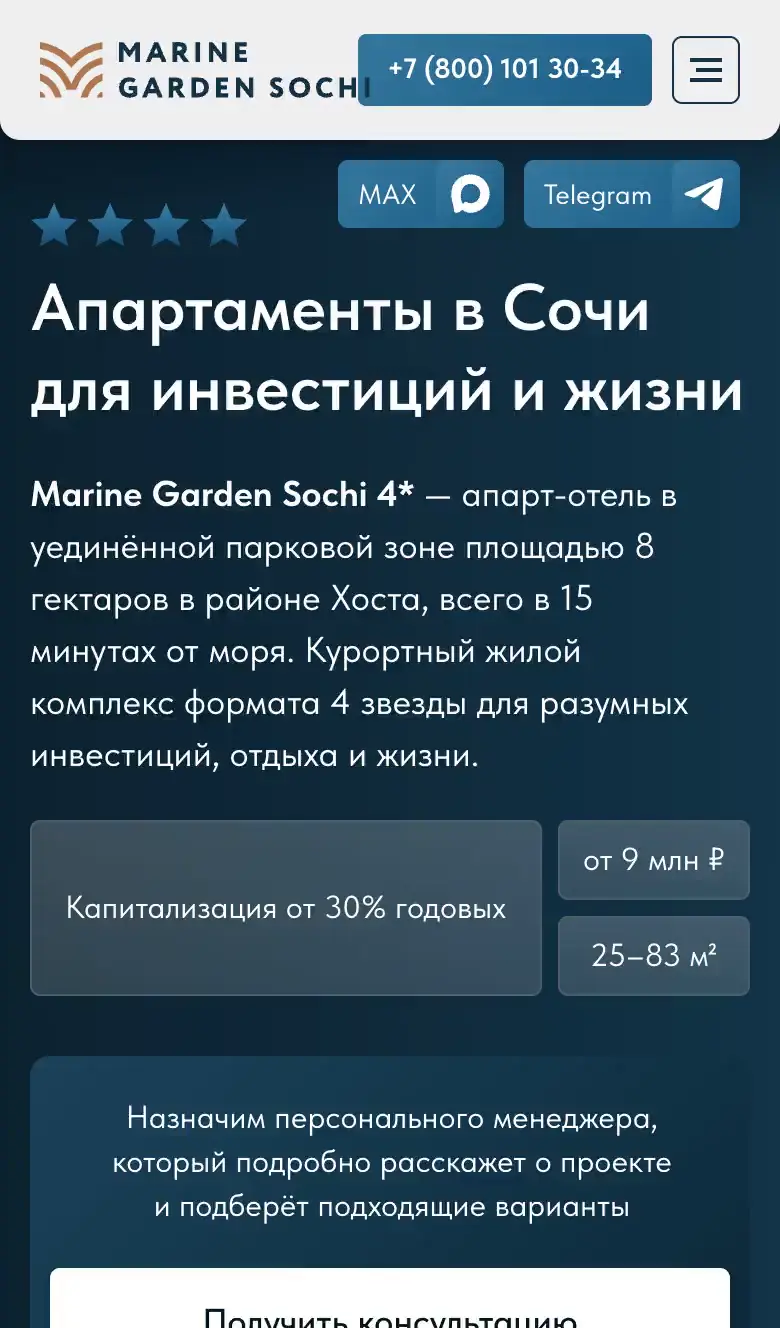 MARINE
GARDEN SOCHI
+7 (800) 101 30-34
MAX
Telegram
Апартаменты в Сочи
для инвестиций и жизни
Marine Garden Sochi 4* — апарт-отель в
уединённой парковой зоне площадью 8
гектаров в районе Хоста, всего в 15
минутах от моря. Курортный жилой
комплекс формата 4 звезды для разумных
инвестиций, отдыха и жизни.
Капитализация от 30% годовых
от 9 млн ₽
25–83 м²
Назначим персонального менеджера,
который подробно расскажет о проекте
и подберёт подходящие варианты
Получить консультацию